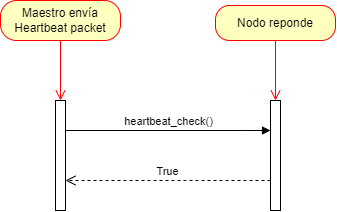 Maestro envía
Heartbeat packet
Nodo reponde
heartbeat_check()
True